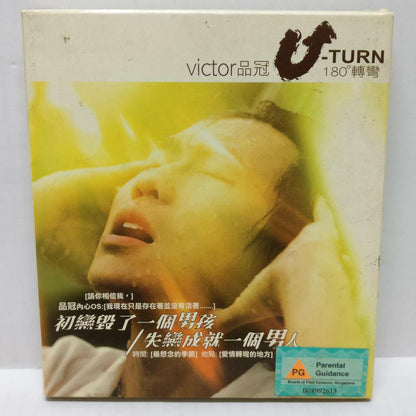 victor品冠 U-TURN
180°轉彎
[請你相信我，]
品冠內心OS:[我現在只是存在著並沒有活著......]
初戀毀了一個男孩
/失戀成就一個男人
時間: [最想念的季節] 地點: [愛情轉彎的地方]
PG Parental
Guidance
Board of Film Censors, Singapore
B08992613